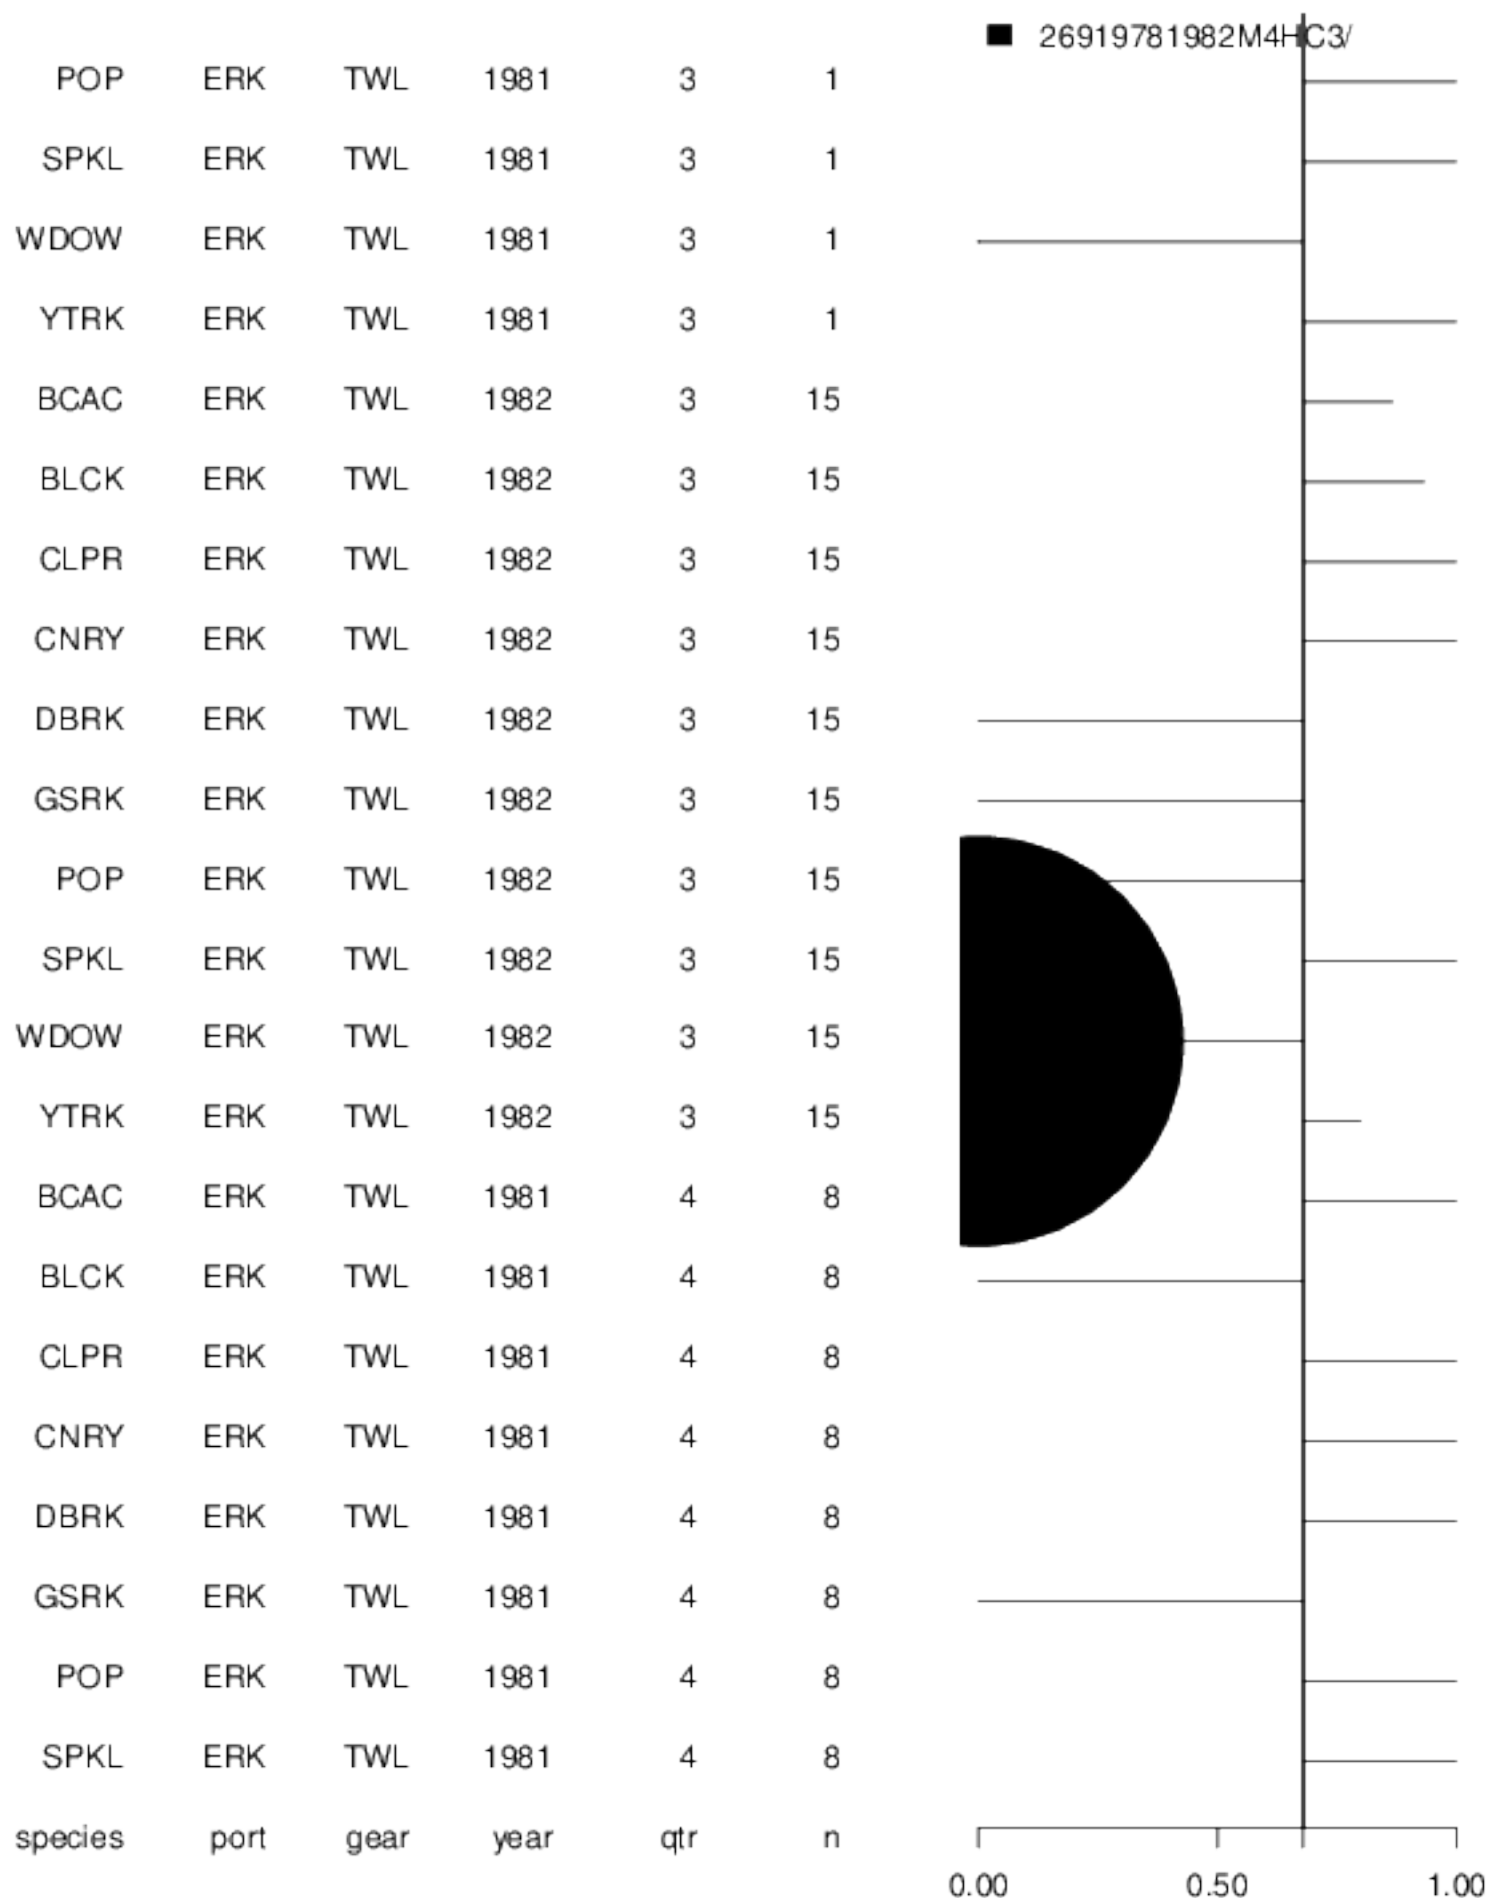 26919781982M4HC3/
POP ERK TWL 1981 3 1
SPKL ERK TWL 1981 3 1
WDOW ERK TWL 1981 3 1
YTRK ERK TWL 1981 3 1
BCAC ERK TWL 1982 3 15
BLCK ERK TWL 1982 3 15
CLPR ERK TWL 1982 3 15
CNRY ERK TWL 1982 3 15
DBRK ERK TWL 1982 3 15
GSRK ERK TWL 1982 3 15
POP ERK TWL 1982 3 15
SPKL ERK TWL 1982 3 15
WDOW ERK TWL 1982 3 15
YTRK ERK TWL 1982 3 15
BCAC ERK TWL 1981 4 8
BLCK ERK TWL 1981 4 8
CLPR ERK TWL 1981 4 8
CNRY ERK TWL 1981 4 8
DBRK ERK TWL 1981 4 8
GSRK ERK TWL 1981 4 8
POP ERK TWL 1981 4 8
SPKL ERK TWL 1981 4 8
species port gear year qtr n
0.00 0.50 1.00